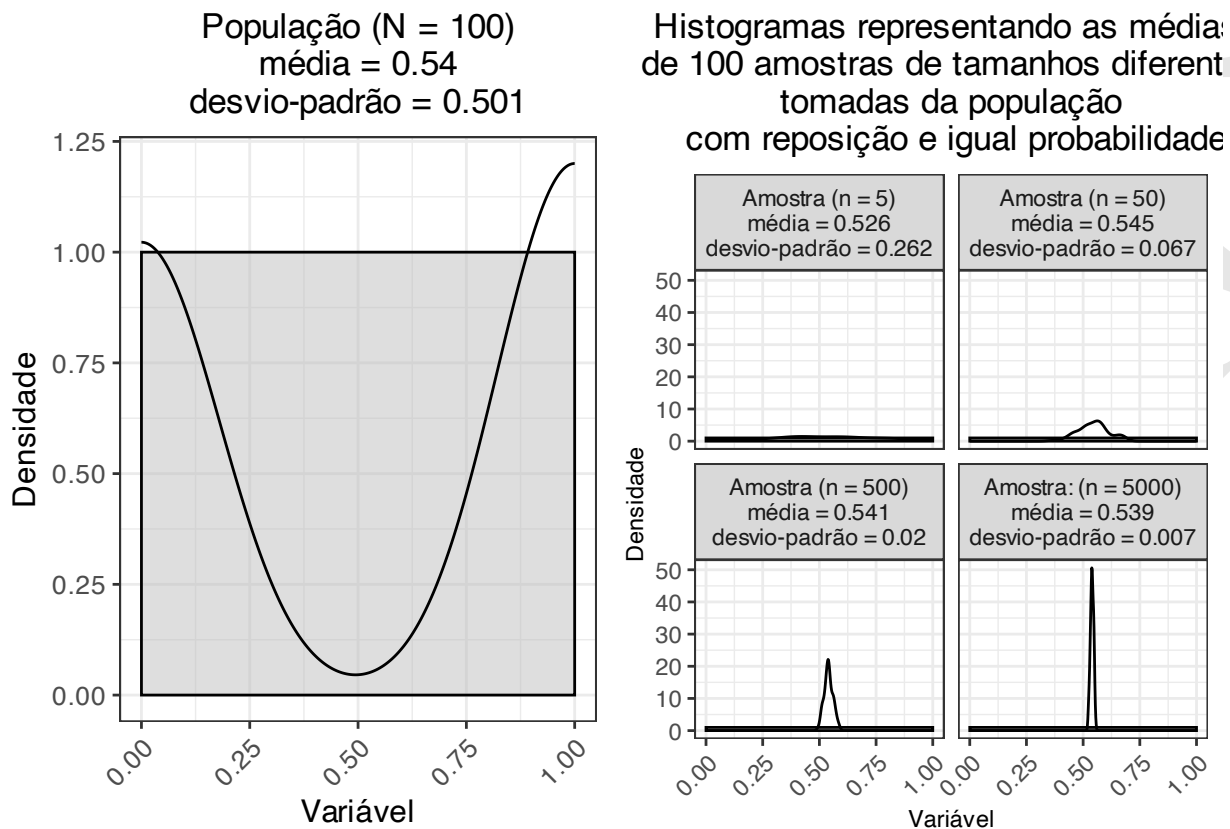 População (N = 100)
média = 0.54
desvio-padrão = 0.501
1.25
1.00
0.75
0.50
0.25
0.00
Densidade
0.00
0.25
0.50
0.75
1.00
Variável
Histogramas representando as médias
de 100 amostras de tamanhos diferent
tomadas da população
com reposição e igual probabilidade
Amostra (n = 5)
média = 0.526
desvio-padrão = 0.262
Amostra (n = 50)
média = 0.545
desvio-padrão = 0.067
50
40
30
20
10
0
Amostra (n = 500)
média = 0.541
desvio-padrão = 0.02
Amostra: (n = 5000)
média = 0.539
desvio-padrão = 0.007
50
40
30
20
10
0
Densidade
0.00
0.25
0.50
0.75
1.00
0.00
0.25
0.50
0.75
1.00
Variável